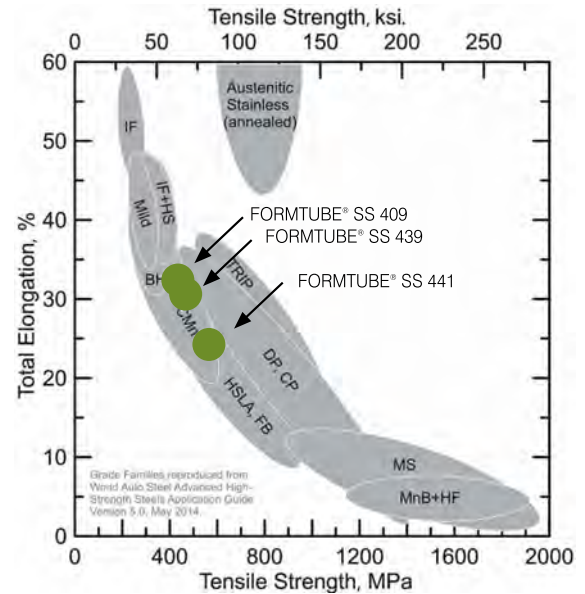 Tensile Strength, ksi.
0 50 100 150 200 250
60
50
40
30
20
10
0
Total Elongation, %
Austenitic
Stainless
(annealed)
IF
IF+HS
Mild
BH
CMn
TRIP
DP, CP
HSLA, FB
MS
MnB+HF
FORMTUBE® SS 409
FORMTUBE® SS 439
FORMTUBE® SS 441
Grade Families reproduced from
World Auto Steel Advanced High-
Strength Steels Application Guide
Version 5.0, May 2014.
0 400 800 1200 1600 2000
Tensile Strength, MPa